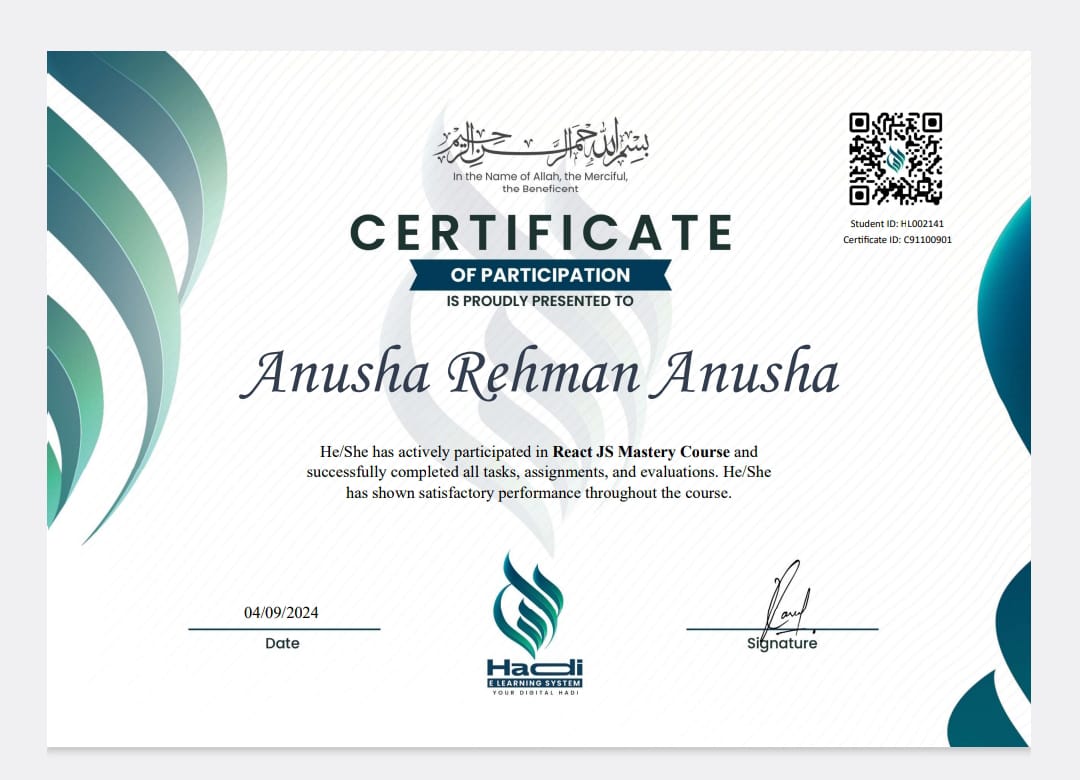 بسم الله الرحمن الرحيم
In the Name of Allah, the Merciful,
the Beneficent
Student ID: HL002141
Certificate ID: C91100901
CERTIFICATE
OF PARTICIPATION
IS PROUDLY PRESENTED TO
Anusha Rehman Anusha
He/She has actively participated in React JS Mastery Course and
successfully completed all tasks, assignments, and evaluations. He/She
has shown satisfactory performance throughout the course.
04/09/2024
Date
Signature
Hadi
E LEARNING SYSTEM
YOUR DIGITAL HADI